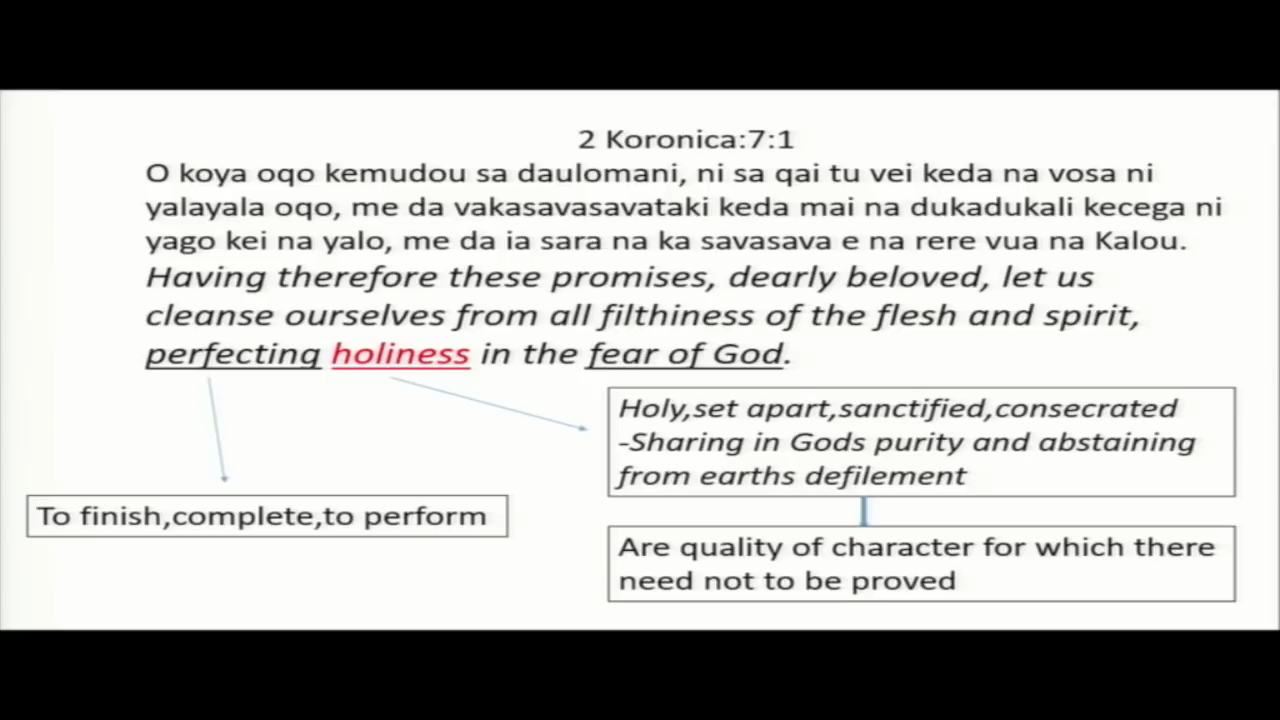 2 Koronica:7:1
O koya oqo kemudou sa daulomani, ni sa qai tu vei keda na vosa ni
yalayala oqo, me da vakasavasavataki keda mai na dukadukali kecega ni
yago kei na yalo, me da ia sara na ka savasava e na rere vua na Kalou.
Having therefore these promises, dearly beloved, let us
cleanse ourselves from all filthiness of the flesh and spirit,
perfecting holiness in the fear of God.
Holy,set apart,sanctified,consecrated
-Sharing in Gods purity and abstaining
from earths defilement
To finish,complete,to perform
Are quality of character for which there
need not to be proved